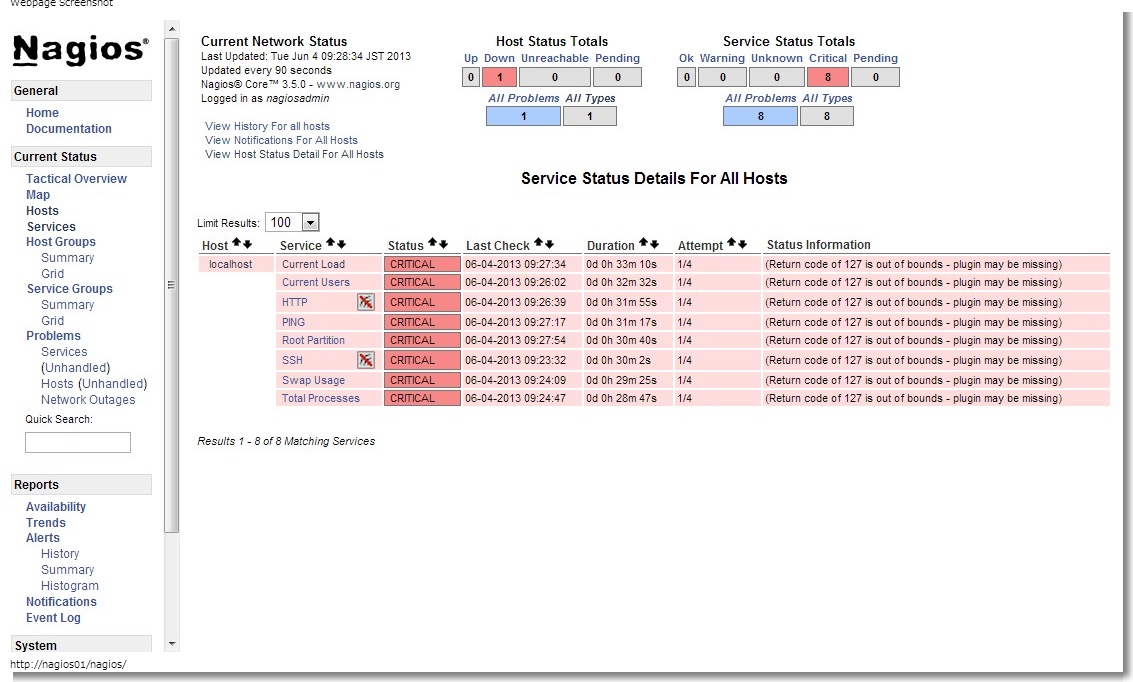 Webpage Screenshot
Nagios®
General
Home
Documentation
Current Status
Tactical Overview
Map
Hosts
Services
Host Groups
Summary
Grid
Service Groups
Summary
Grid
Problems
Services
(Unhandled)
Hosts (Unhandled)
Network Outages
Quick Search:
Reports
Availability
Trends
Alerts
History
Summary
Histogram
Notifications
Event Log
System
http://nagios01/nagios/
Current Network Status
Last Updated: Tue Jun 4 09:28:34 JST 2013
Updated every 90 seconds
Nagios® Core™ 3.5.0 - www.nagios.org
Logged in as nagiosadmin
View History For all hosts
View Notifications For All Hosts
View Host Status Detail For All Hosts
Host Status Totals
Up Down Unreachable Pending
0 1 0 0
All Problems All Types
1 1
Service Status Totals
Ok Warning Unknown Critical Pending
0 0 0 8 0
All Problems All Types
8 8
Service Status Details For All Hosts
Limit Results: 100
Host Service Status Last Check Duration Attempt Status Information
localhost Current Load CRITICAL 06-04-2013 09:27:34 0d 0h 33m 10s 1/4 (Return code of 127 is out of bounds - plugin may be missing)
Current Users CRITICAL 06-04-2013 09:26:02 0d 0h 32m 32s 1/4 (Return code of 127 is out of bounds - plugin may be missing)
HTTP CRITICAL 06-04-2013 09:26:39 0d 0h 31m 55s 1/4 (Return code of 127 is out of bounds - plugin may be missing)
PING CRITICAL 06-04-2013 09:27:17 0d 0h 31m 17s 1/4 (Return code of 127 is out of bounds - plugin may be missing)
Root Partition CRITICAL 06-04-2013 09:27:54 0d 0h 30m 40s 1/4 (Return code of 127 is out of bounds - plugin may be missing)
SSH CRITICAL 06-04-2013 09:23:32 0d 0h 30m 2s 1/4 (Return code of 127 is out of bounds - plugin may be missing)
Swap Usage CRITICAL 06-04-2013 09:24:09 0d 0h 29m 25s 1/4 (Return code of 127 is out of bounds - plugin may be missing)
Total Processes CRITICAL 06-04-2013 09:24:47 0d 0h 28m 47s 1/4 (Return code of 127 is out of bounds - plugin may be missing)
Results 1 - 8 of 8 Matching Services